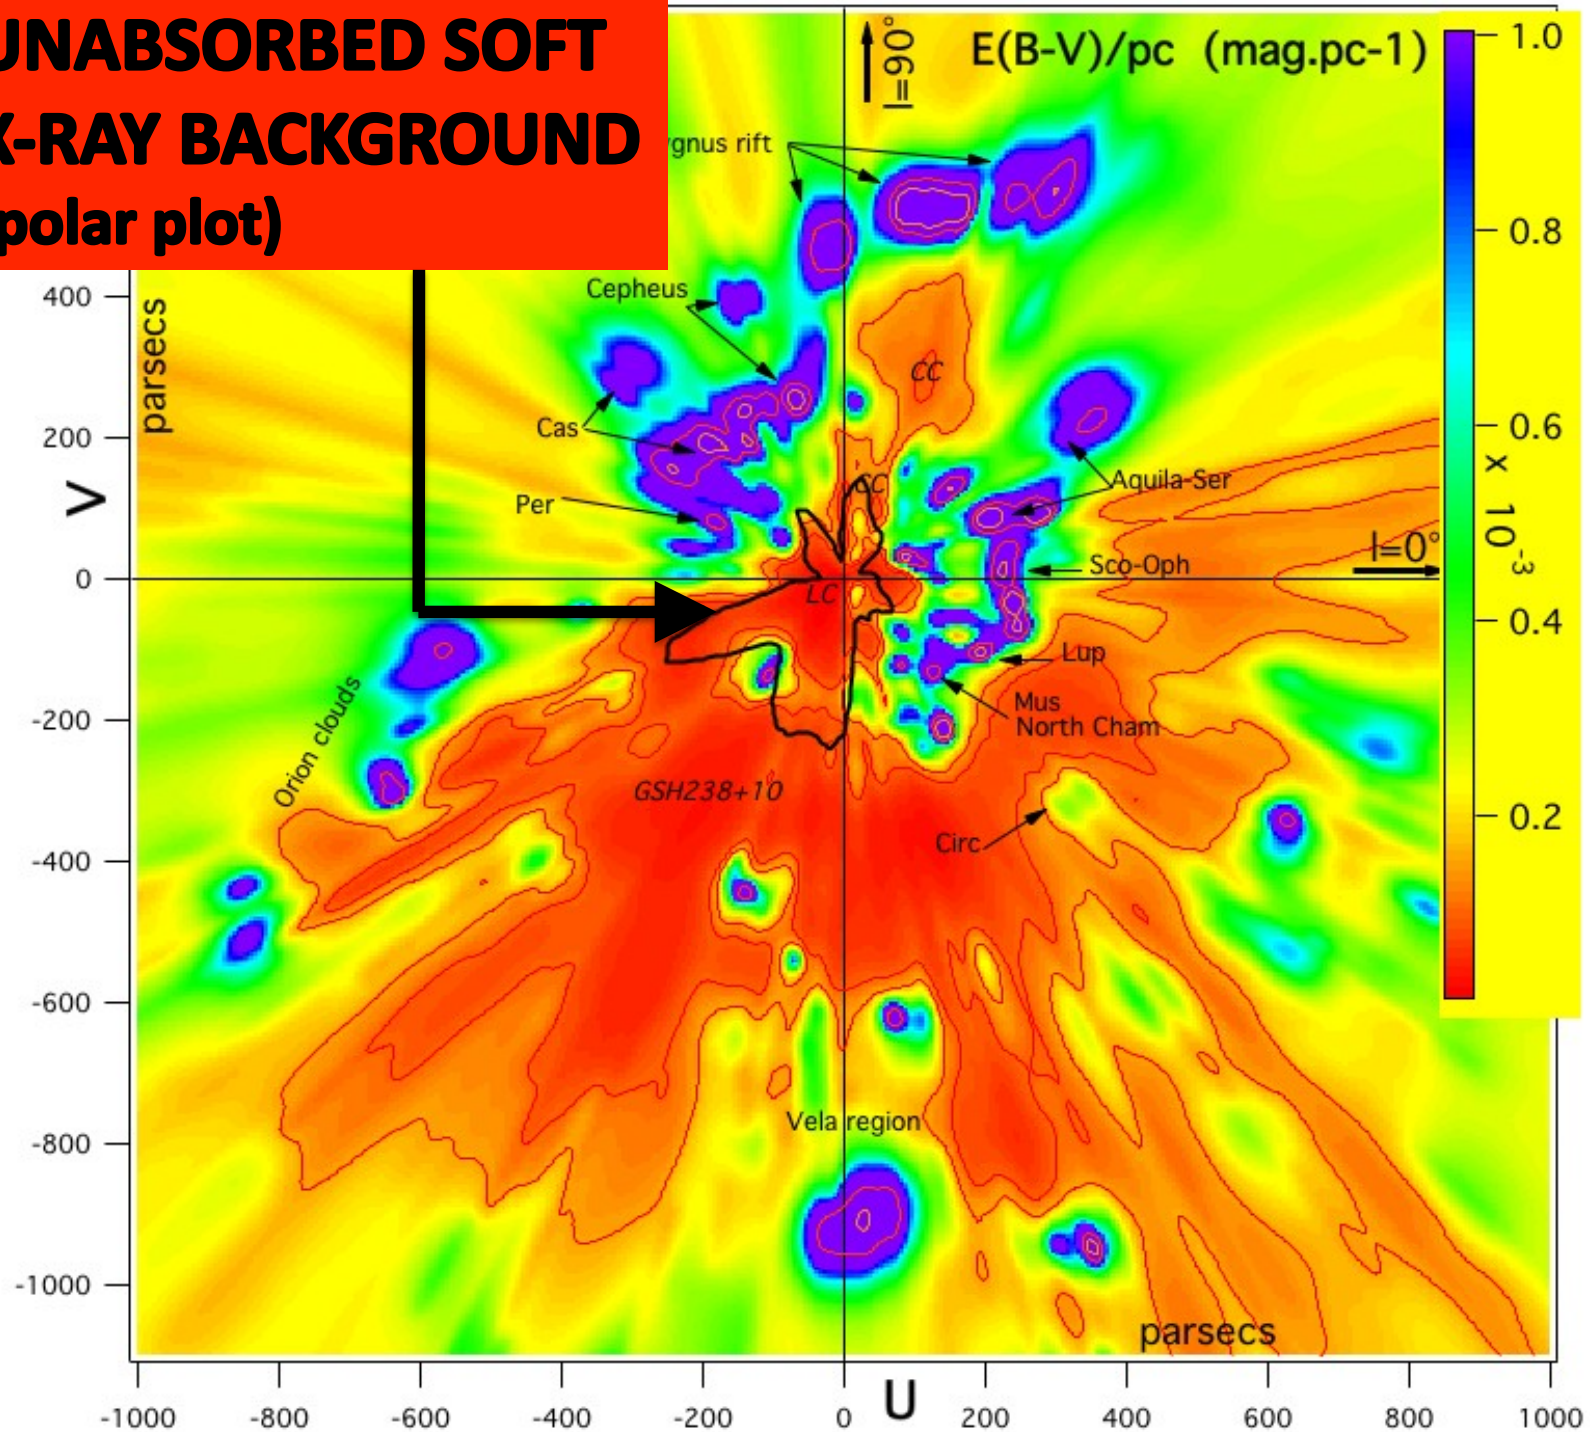 UNABSORBED SOFT
X-RAY BACKGROUND
polar plot)
E(B-V)/pc (mag.pc-1)
l=90°
ygnus rift
Cepheus
CC
Cas
Per
CC
Aquila-Ser
l=0°
Sco-Oph
LC
Lup
Mus
North Cham
Orion clouds
GSH238+10
Circ
Vela region
parsecs
parsecs
V
U
400
200
0
-200
-400
-600
-800
-1000
-1000
-800
-600
-400
-200
0
200
400
600
800
1000
1.0
0.8
0.6
0.4
0.2
x 10-3